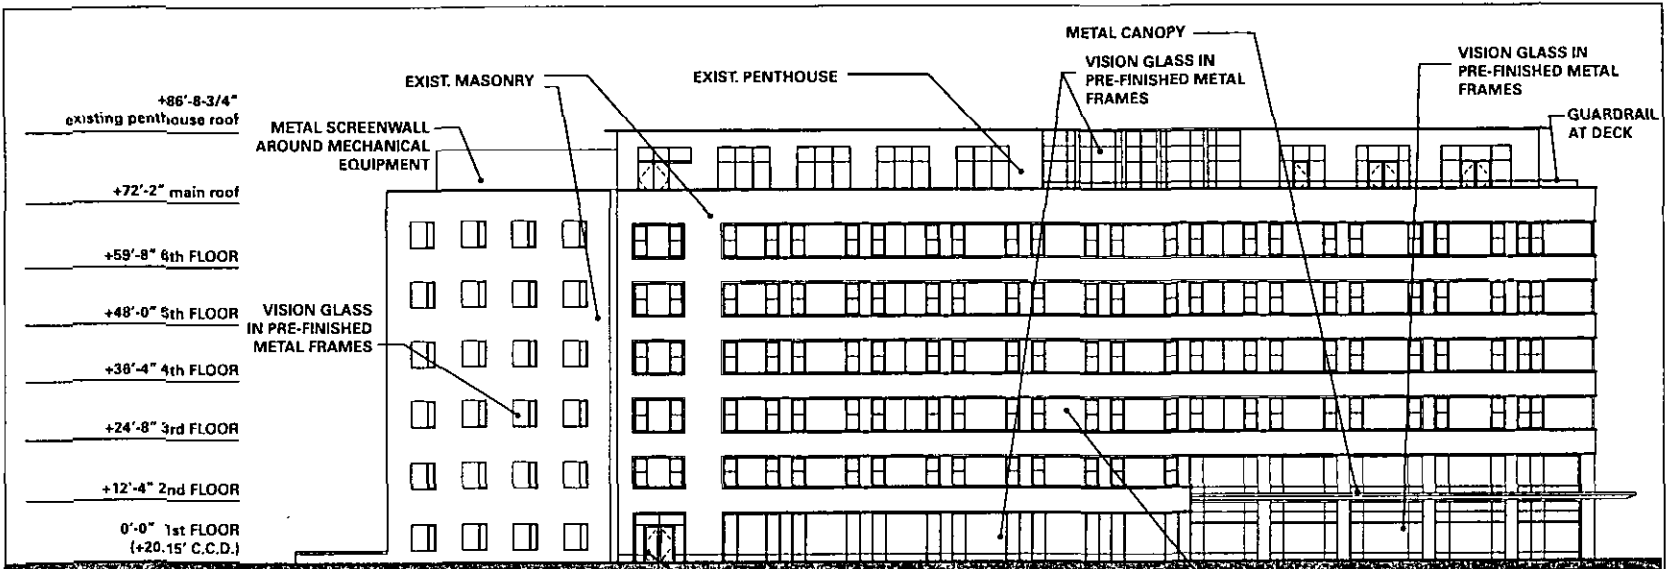 METAL CANOPY
VISION GLASS IN
PRE-FINISHED METAL
FRAMES
VISION GLASS IN
PRE-FINISHED METAL
FRAMES
EXIST. MASONRY
EXIST. PENTHOUSE
GUARDRAIL
AT DECK
+86'-8-3/4"
existing penthouse roof
METAL SCREENWALL
AROUND MECHANICAL
EQUIPMENT
+72'-2" main roof
+59'-8" 6th FLOOR
+48'-0" 5th FLOOR
VISION GLASS
IN PRE-FINISHED
METAL FRAMES
+36'-4" 4th FLOOR
+24'-8" 3rd FLOOR
+12'-4" 2nd FLOOR
0'-0" 1st FLOOR
(+20.15' C.C.D.)